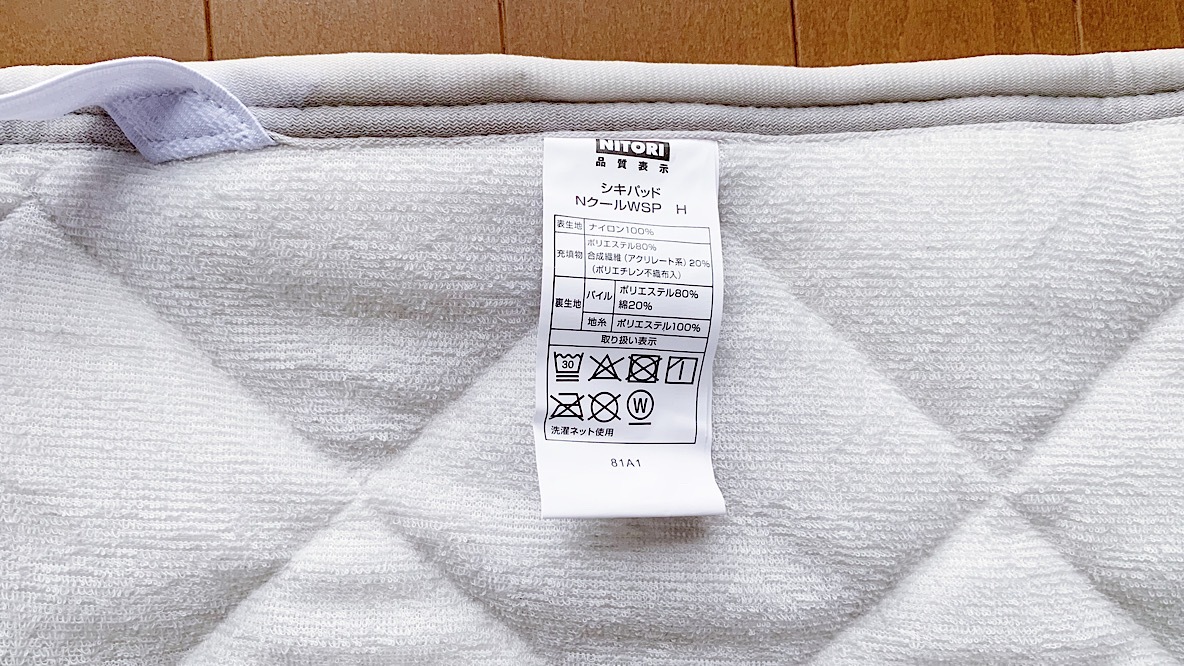 NITORI
品質表示
シキパッド
NクールWSP H
表生地 ナイロン100%
充填物 ポリエステル80%
合成繊維(アクリレート系)20%
(ポリエチレン不織布入)
裏生地 パイル ポリエステル80%
綿20%
地糸 ポリエステル100%
取り扱い表示
30
W
洗濯ネット使用
81A1